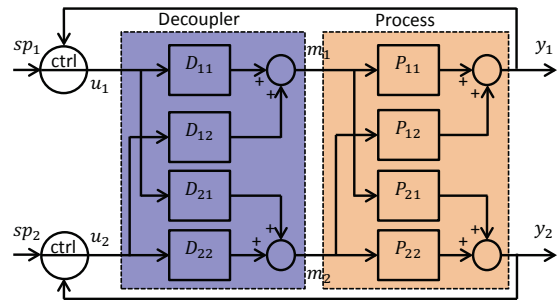 Decoupler Process
sp₁ ctrl u₁ D₁₁ + + m₁ P₁₁ + + y₁
D₁₂ P₁₂
D₂₁ P₂₁
sp₂ ctrl u₂ D₂₂ + + m₂ P₂₂ + + y₂